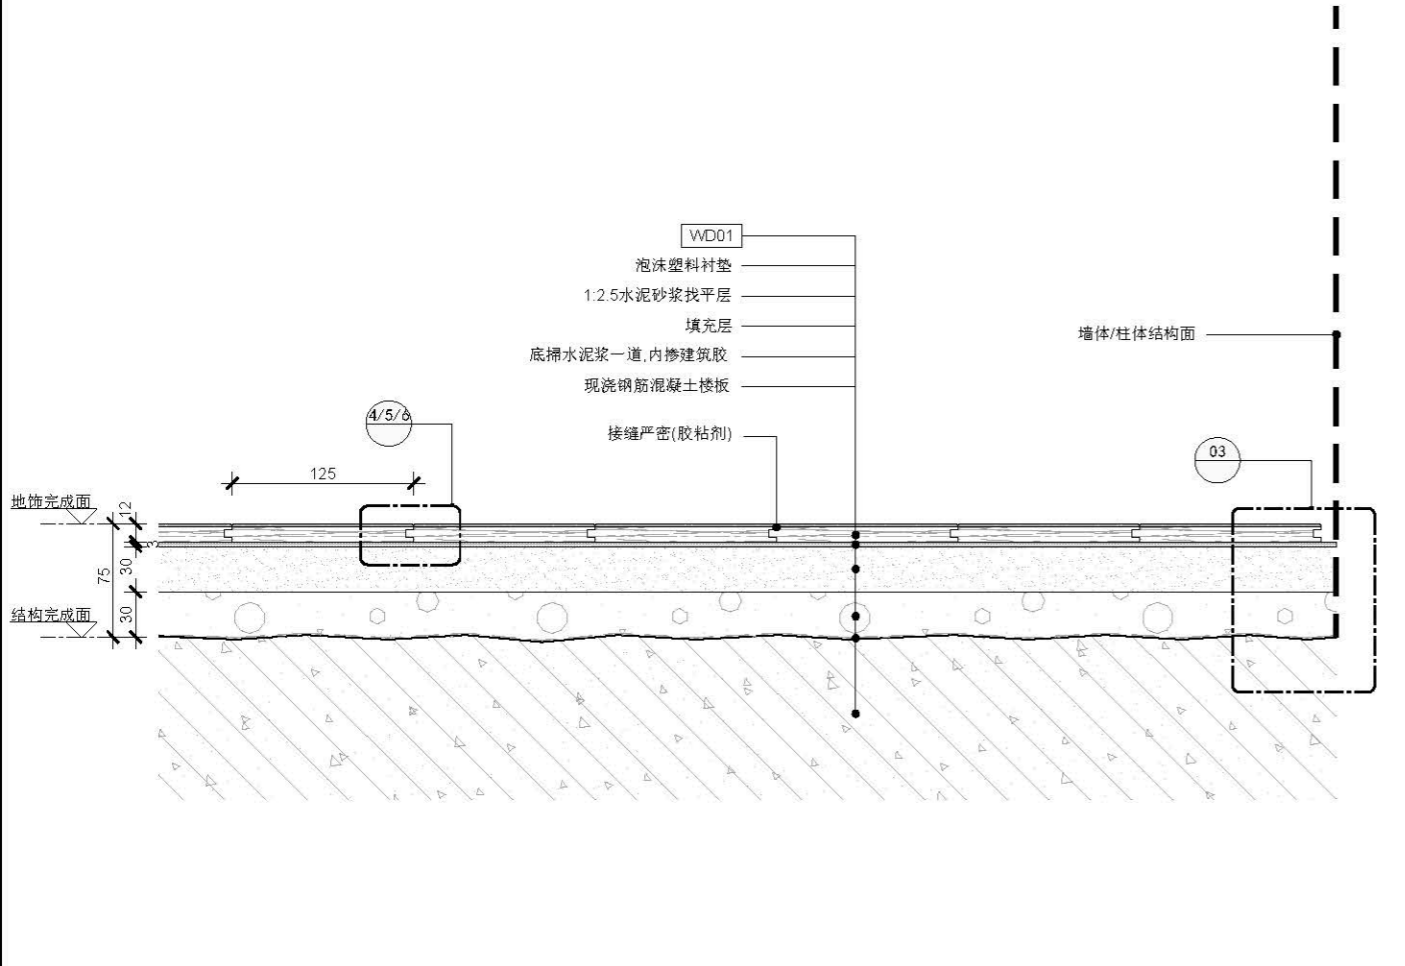 WD01
泡沫塑料衬垫
1:2.5水泥砂浆找平层
填充层
底掃水泥浆一道,内掺建筑胶
现浇钢筋混凝土楼板
接缝严密(胶粘剂)
墙体/柱体结构面
4/5/6
03
125
地饰完成面
12
3
30
75
30
结构完成面